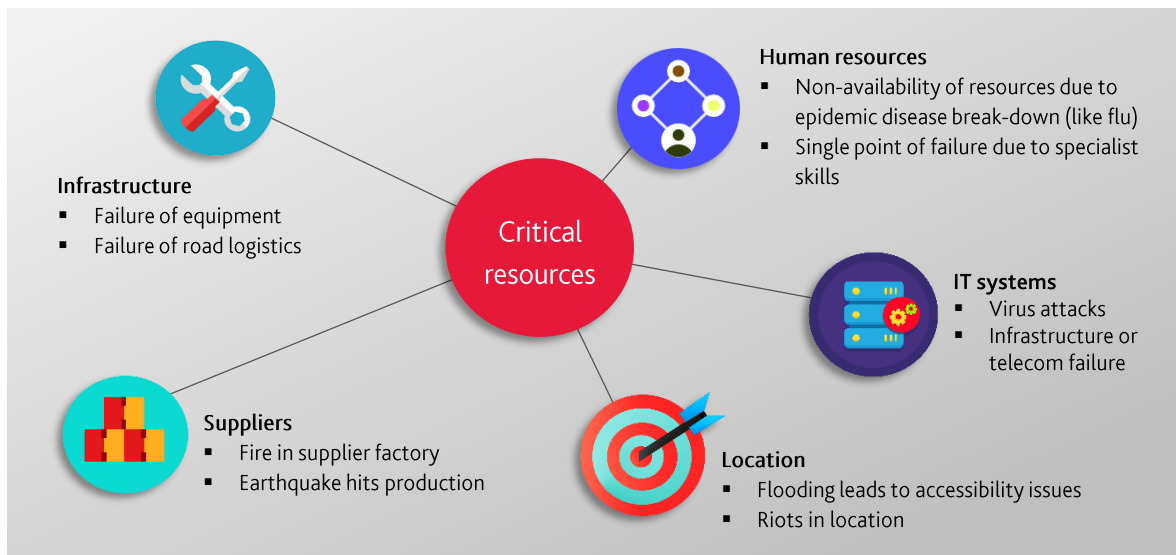 Critical
resources
Infrastructure
▪ Failure of equipment
▪ Failure of road logistics
Human resources
▪ Non-availability of resources due to
epidemic disease break-down (like flu)
▪ Single point of failure due to specialist
skills
IT systems
▪ Virus attacks
▪ Infrastructure or
telecom failure
Suppliers
▪ Fire in supplier factory
▪ Earthquake hits production
Location
▪ Flooding leads to accessibility issues
▪ Riots in location